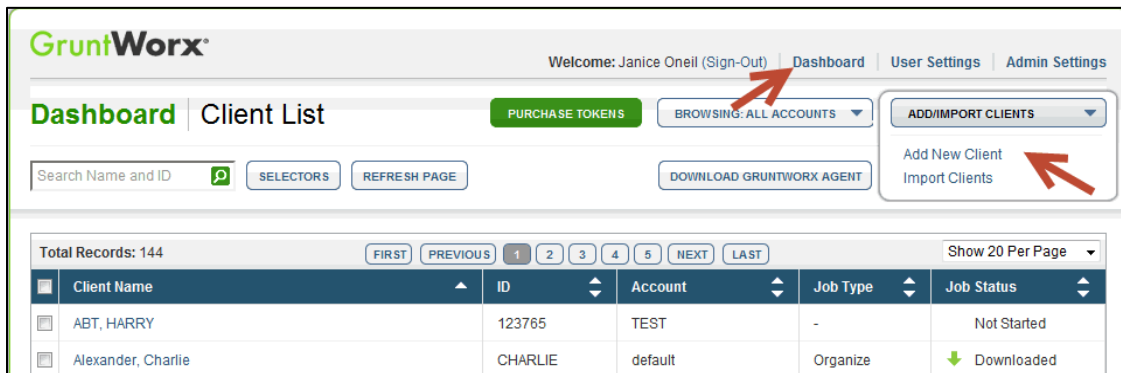 GruntWorx
Welcome: Janice Oneil (Sign-Out) Dashboard User Settings Admin Settings
Dashboard Client List PURCHASE TOKENS BROWSING: ALL ACCOUNTS ADD/IMPORT CLIENTS
Add New Client
Search Name and ID SELECTORS REFRESH PAGE DOWNLOAD GRUNTWORX AGENT Import Clients
Total Records: 144 FIRST PREVIOUS 1 2 3 4 5 NEXT LAST Show 20 Per Page
Client Name ID Account Job Type Job Status
ABT, HARRY 123765 TEST - Not Started
Alexander, Charlie CHARLIE default Organize Downloaded